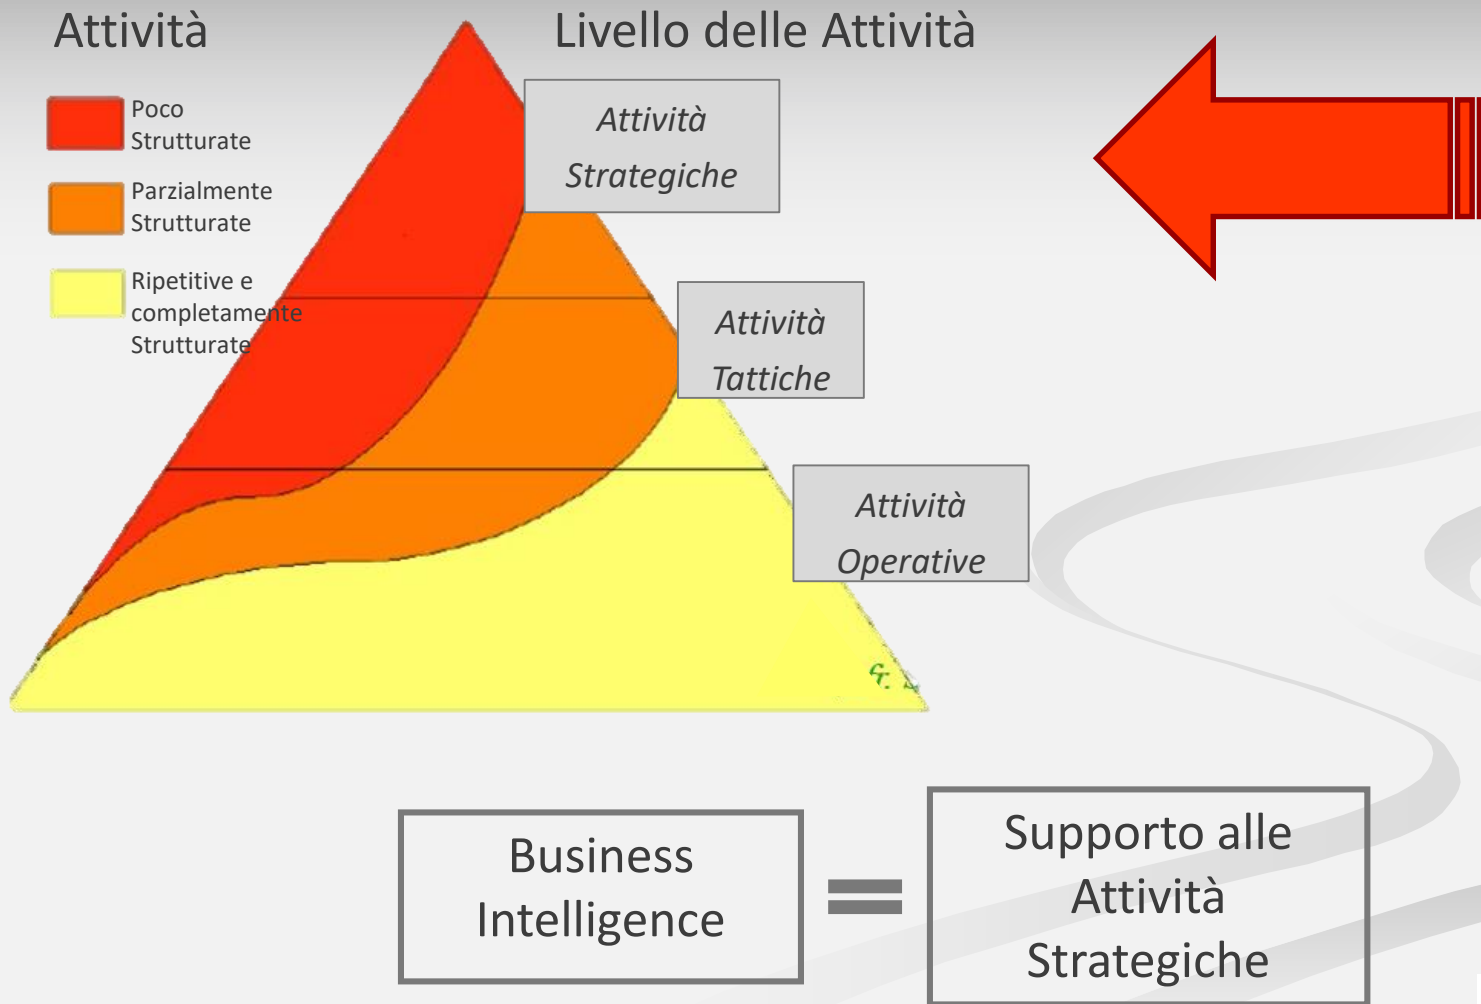 Attività
Livello delle Attività
Poco
Strutturate
Parzialmente
Strutturate
Ripetitive e
completamente
Strutturate
Attività
Strategiche
Attività
Tattiche
Attività
Operative
Business
Intelligence
=
Supporto alle
Attività
Strategiche